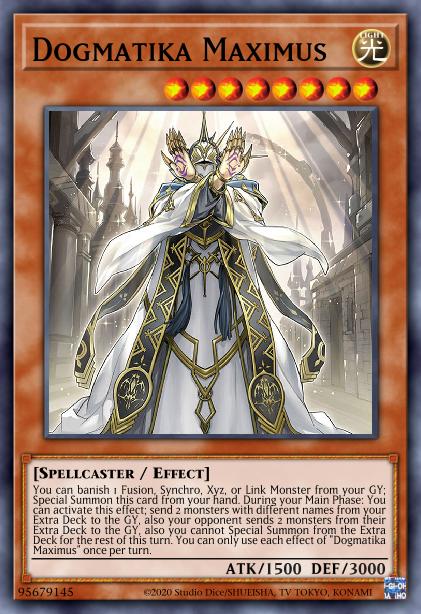 Dogmatika Maximus
LIGHT
光
[Spellcaster / Effect]
You can banish 1 Fusion, Synchro, Xyz, or Link Monster from your GY;
Special Summon this card from your hand. During your Main Phase: You
can activate this effect; send 2 monsters with different names from your
Extra Deck to the GY, also your opponent sends 2 monsters from their
Extra Deck to the GY, also you cannot Special Summon from the Extra
Deck for the rest of this turn. You can only use each effect of "Dogmatika
Maximus" once per turn.
ATK/1500 DEF/3000
95679145 ©2020 Studio Dice/SHUEISHA, TV TOKYO, KONAMI